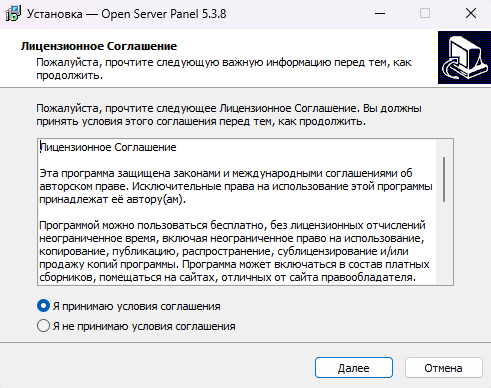 Установка — Open Server Panel 5.3.8
Лицензионное Соглашение
Пожалуйста, прочтите следующую важную информацию перед тем, как
продолжить.
Пожалуйста, прочтите следующее Лицензионное Соглашение. Вы должны
принять условия этого соглашения перед тем, как продолжить.
Лицензионное Соглашение
Эта программа защищена законами и международными соглашениями об
авторском праве. Исключительные права на использование этой программы
принадлежат её автору(ам).
Программой можно пользоваться бесплатно, без лицензионных отчислений
неограниченное время, включая неограниченное право на использование,
копирование, публикацию, распространение, сублицензирование и/или
продажу копий программы. Программа может включаться в состав платных
сборников, помещаться на сайтах, отличных от сайта правообладателя.
Я принимаю условия соглашения
Я не принимаю условия соглашения
Далее
Отмена